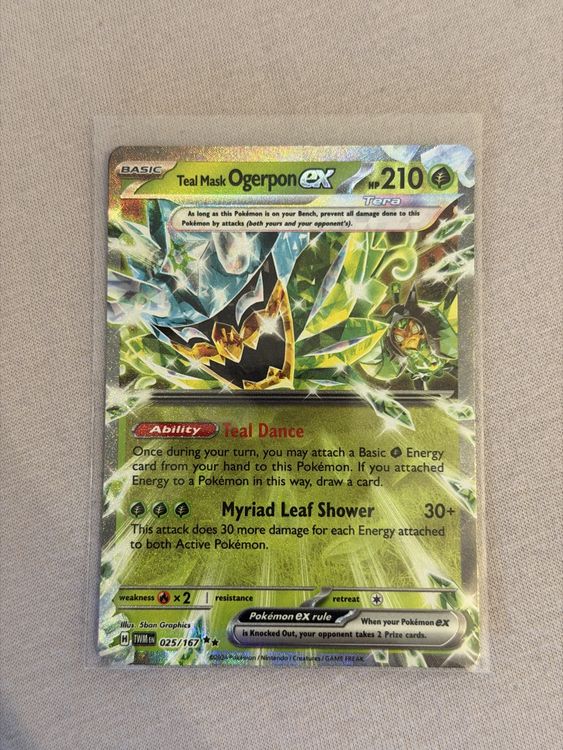 BASIC
Teal Mask Ogerpon ex HP 210
Tera
As long as this Pokémon is on your Bench, prevent all damage done to this
Pokémon by attacks (both yours and your opponent's).
Ability Teal Dance
Once during your turn, you may attach a Basic Energy
card from your hand to this Pokémon. If you attached
Energy to a Pokémon in this way, draw a card.
Myriad Leaf Shower 30+
This attack does 30 more damage for each Energy attached
to both Active Pokémon.
weakness ×2 resistance retreat
Illus. 5ban Graphics
Pokémon ex rule When your Pokémon ex
is Knocked Out, your opponent takes 2 Prize cards.
H TWM EN 025/167
©2024 Pokémon / Nintendo / Creatures / GAME FREAK